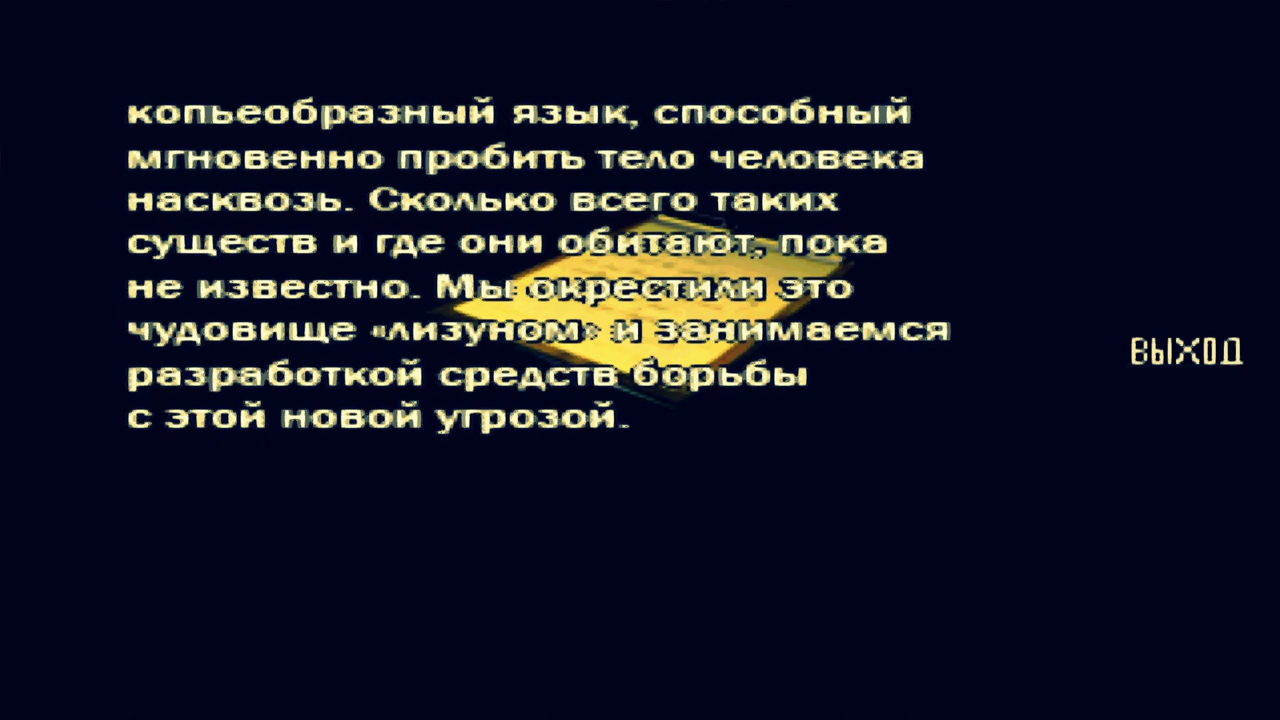 копьеобразный язык, способный
мгновенно пробить тело человека
насквозь. Сколько всего таких
существ и где они обитают, пока
не известно. Мы окрестили это
чудовище «лизуном» и занимаемся
разработкой средств борьбы
с этой новой угрозой.
ВЫХОД